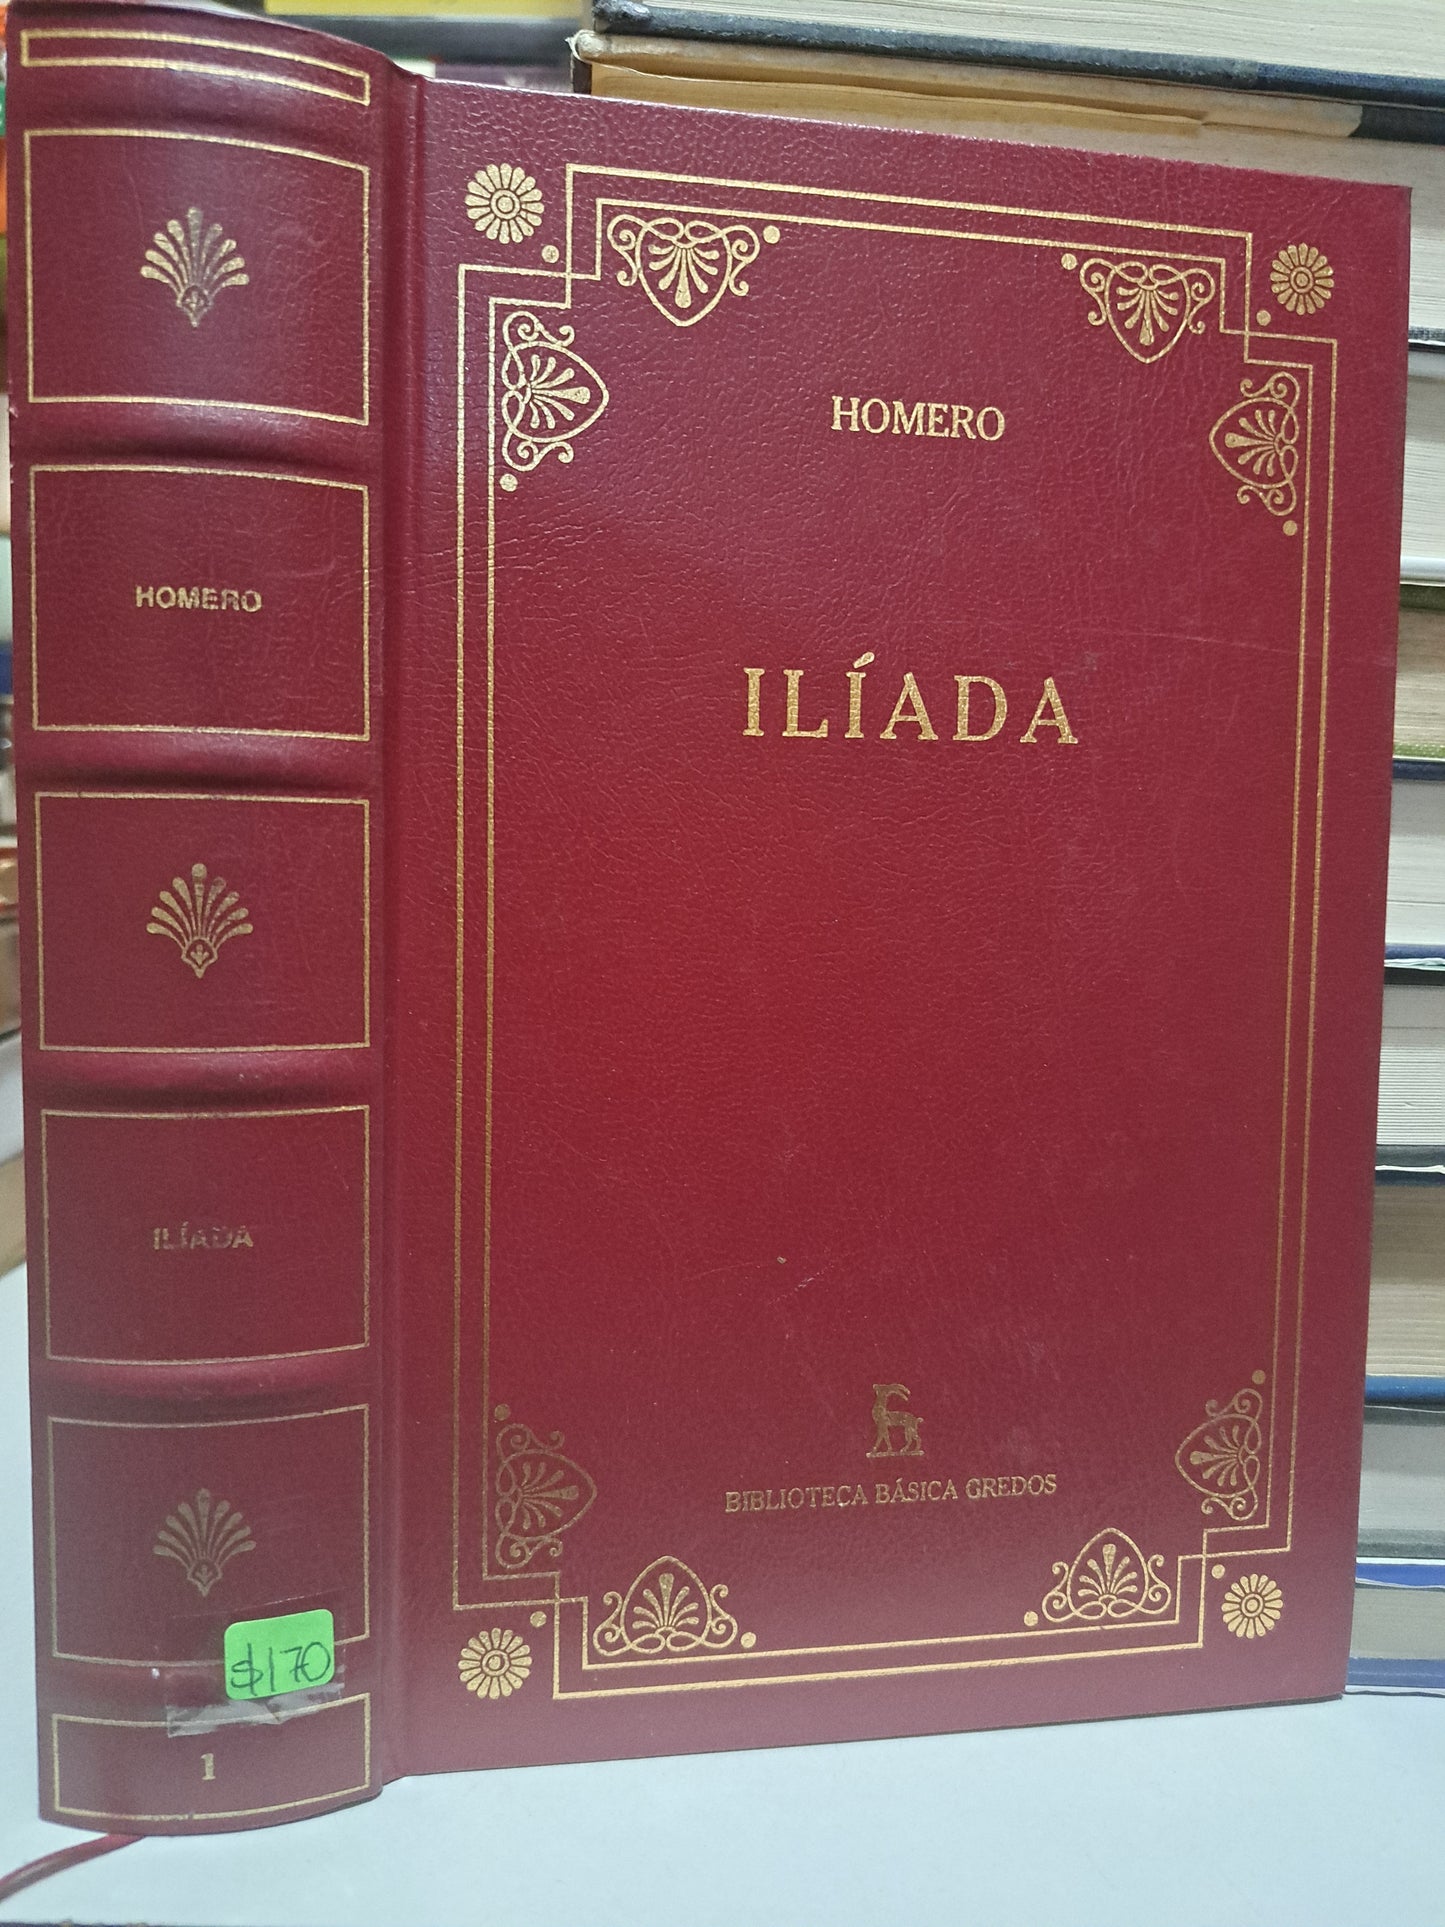 HOMERO
ILÍADA
$170
1
HOMERO
ILÍADA
BIBLIOTECA BÁSICA GREDOS